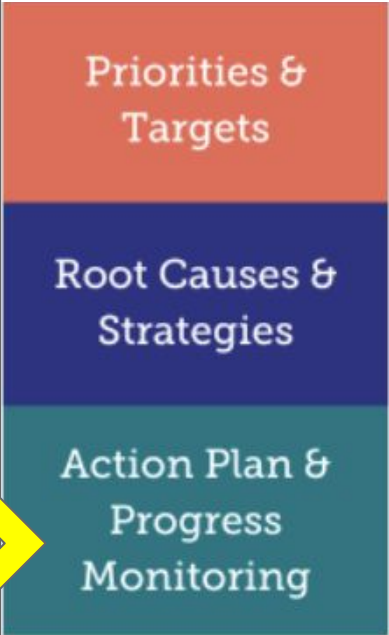 Priorities &
Targets
Root Causes &
Strategies
Action Plan &
Progress
Monitoring